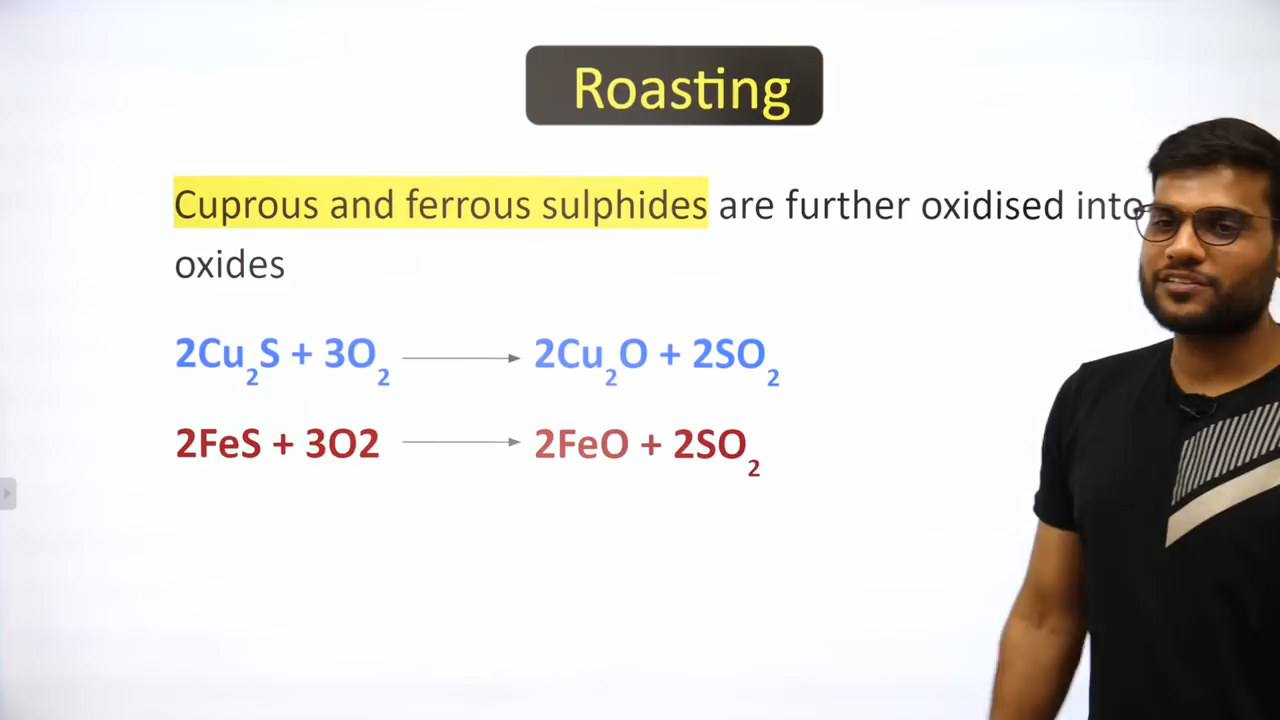 Roasting
Cuprous and ferrous sulphides are further oxidised into
oxides
2Cu₂S + 3O₂ ⟶ 2Cu₂O + 2SO₂
2FeS + 3O2 ⟶ 2FeO + 2SO₂